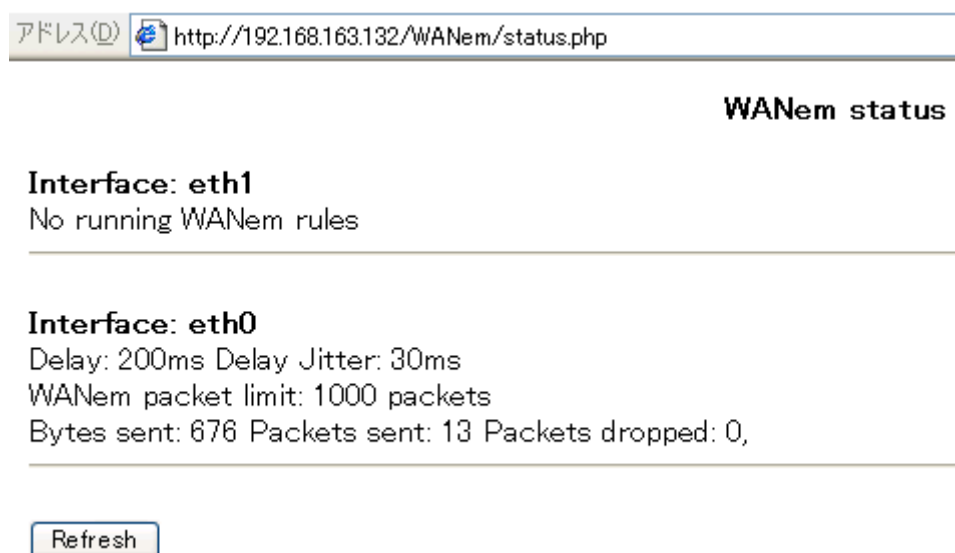 アドレス(D) http://192.168.163.132/WANem/status.php
WANem status
Interface: eth1
No running WANem rules
Interface: eth0
Delay: 200ms Delay Jitter: 30ms
WANem packet limit: 1000 packets
Bytes sent: 676 Packets sent: 13 Packets dropped: 0,
Refresh